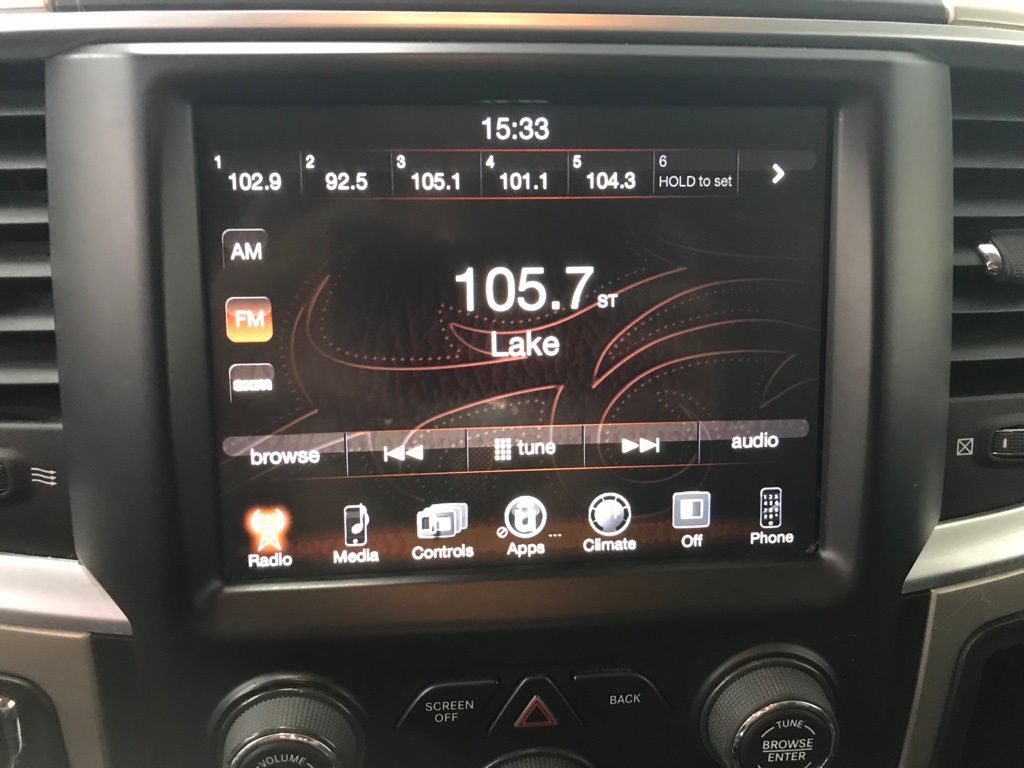 15:33
1 102.9 2 92.5 3 105.1 4 101.1 5 104.3 6 HOLD to set
AM
105.7 ST
FM
Lake
browse tune audio
Radio Media Controls Apps ... Climate Off Phone
SCREEN OFF
BACK
VOLUME
TUNE
BROWSE
ENTER